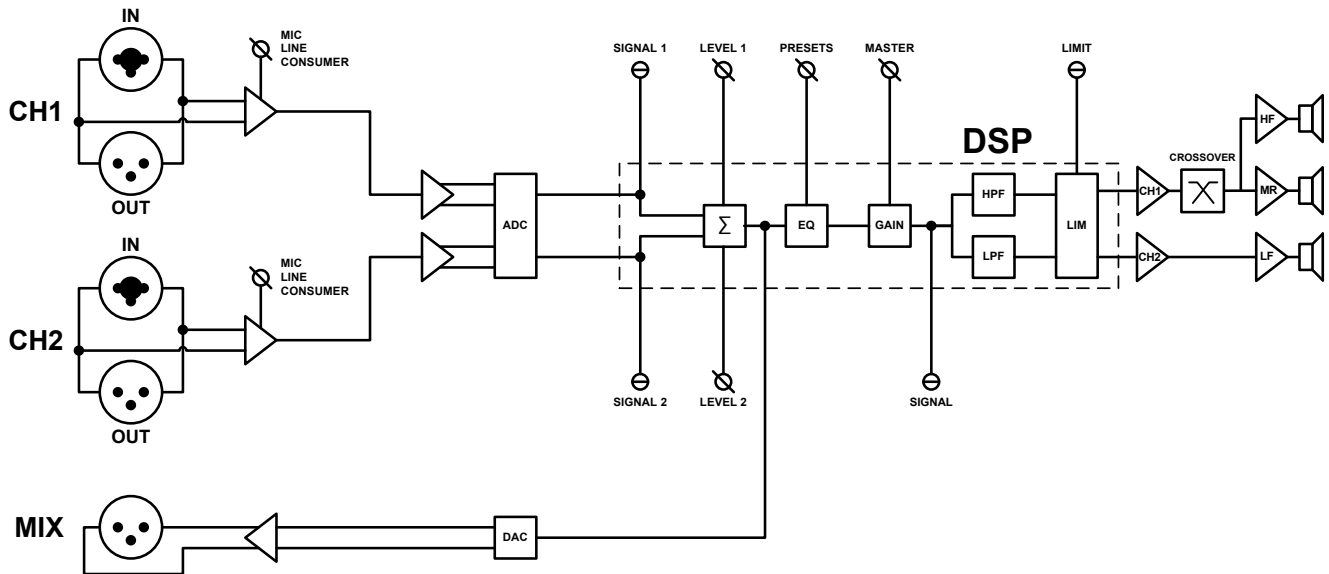 IN
MIC
LINE
CONSUMER
CH1
OUT
SIGNAL 1
LEVEL 1
PRESETS
MASTER
LIMIT
DSP
CROSSOVER
HF
MR
LF
ADC
Σ
EQ
GAIN
HPF
LPF
LIM
CH1
CH2
IN
MIC
LINE
CONSUMER
CH2
OUT
SIGNAL 2
LEVEL 2
SIGNAL
MIX
DAC